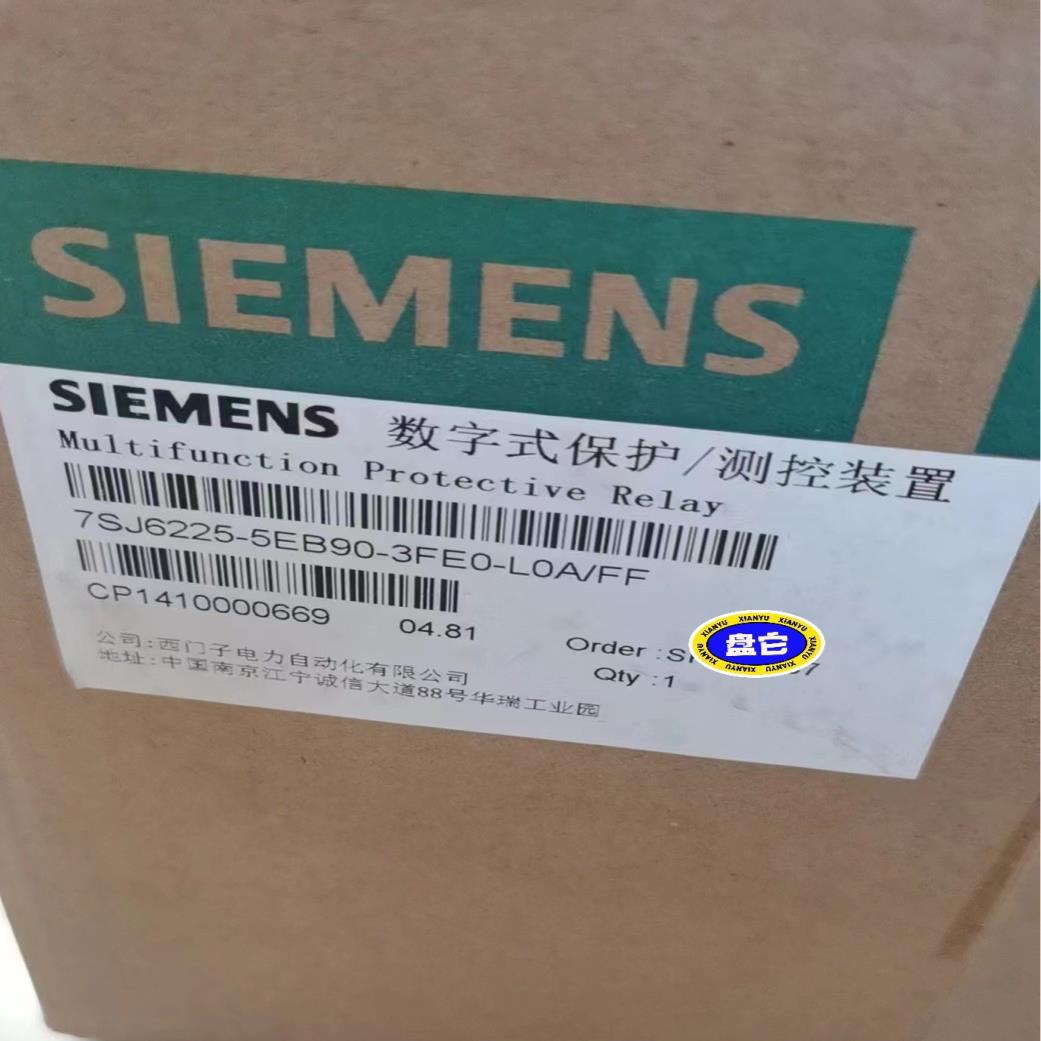 SIEMENS
SIEMENS 数字式保护/测控装置
Multifunction Protective Relay
7SJ6225-5EB90-3FE0-L0A/FF
CP1410000669 04.81
Order :S 7
公司:西门子电力自动化有限公司
Qty :1
地址:中国南京江宁诚信大道88号华瑞工业园
XIANYU XIANYU XIANYU
盘它
XIANYU XIANYU XIANYU